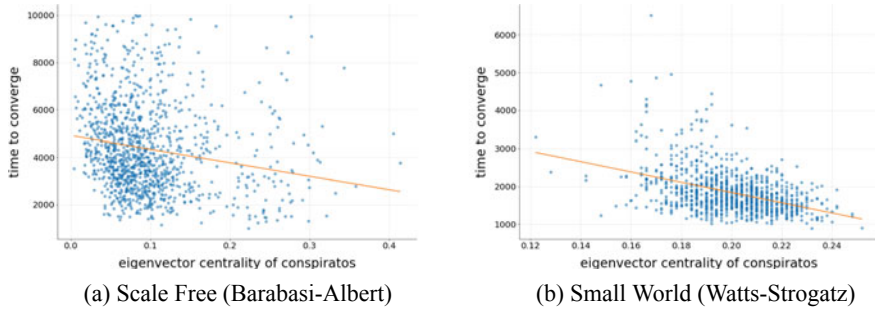 10000
8000
6000
4000
2000
time to converge
0.0 0.1 0.2 0.3 0.4
eigenvector centrality of conspiratos
(a) Scale Free (Barabasi-Albert)
6000
5000
4000
3000
2000
1000
time to converge
0.12 0.14 0.16 0.18 0.20 0.22 0.24
eigenvector centrality of conspiratos
(b) Small World (Watts-Strogatz)